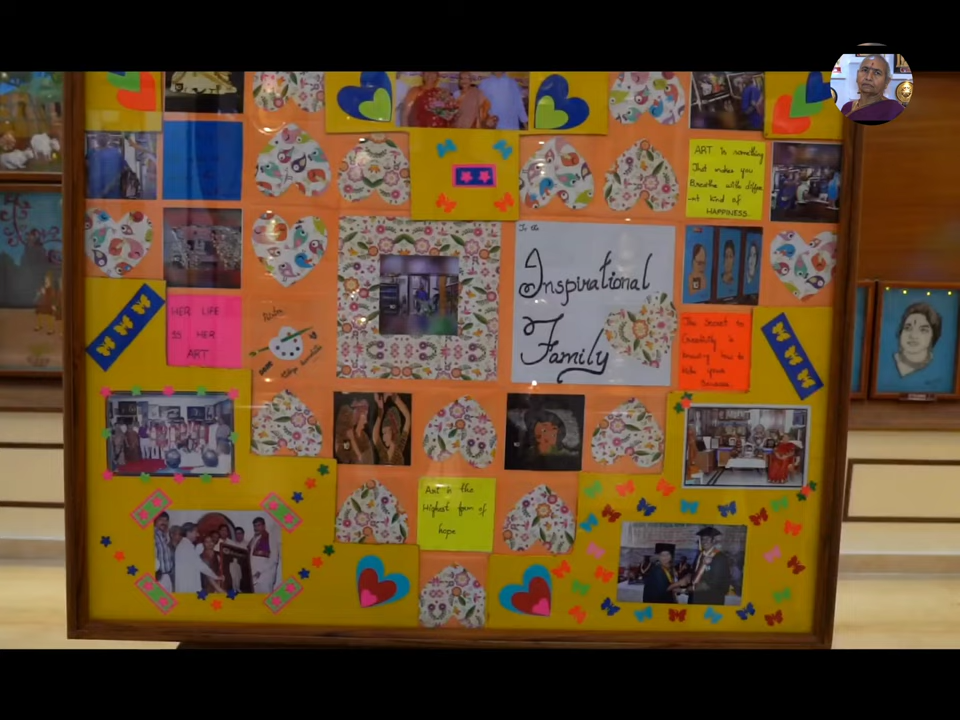 ART is something
That makes you
Breathe with differ
-nt kind of
HAPPINESS.
To the
Inspirational
Family
HER LIFE
IS HER
ART
The secret to
Creativity is
knowing how to
hide your
Sources.
Art is the
Highest form of
hope